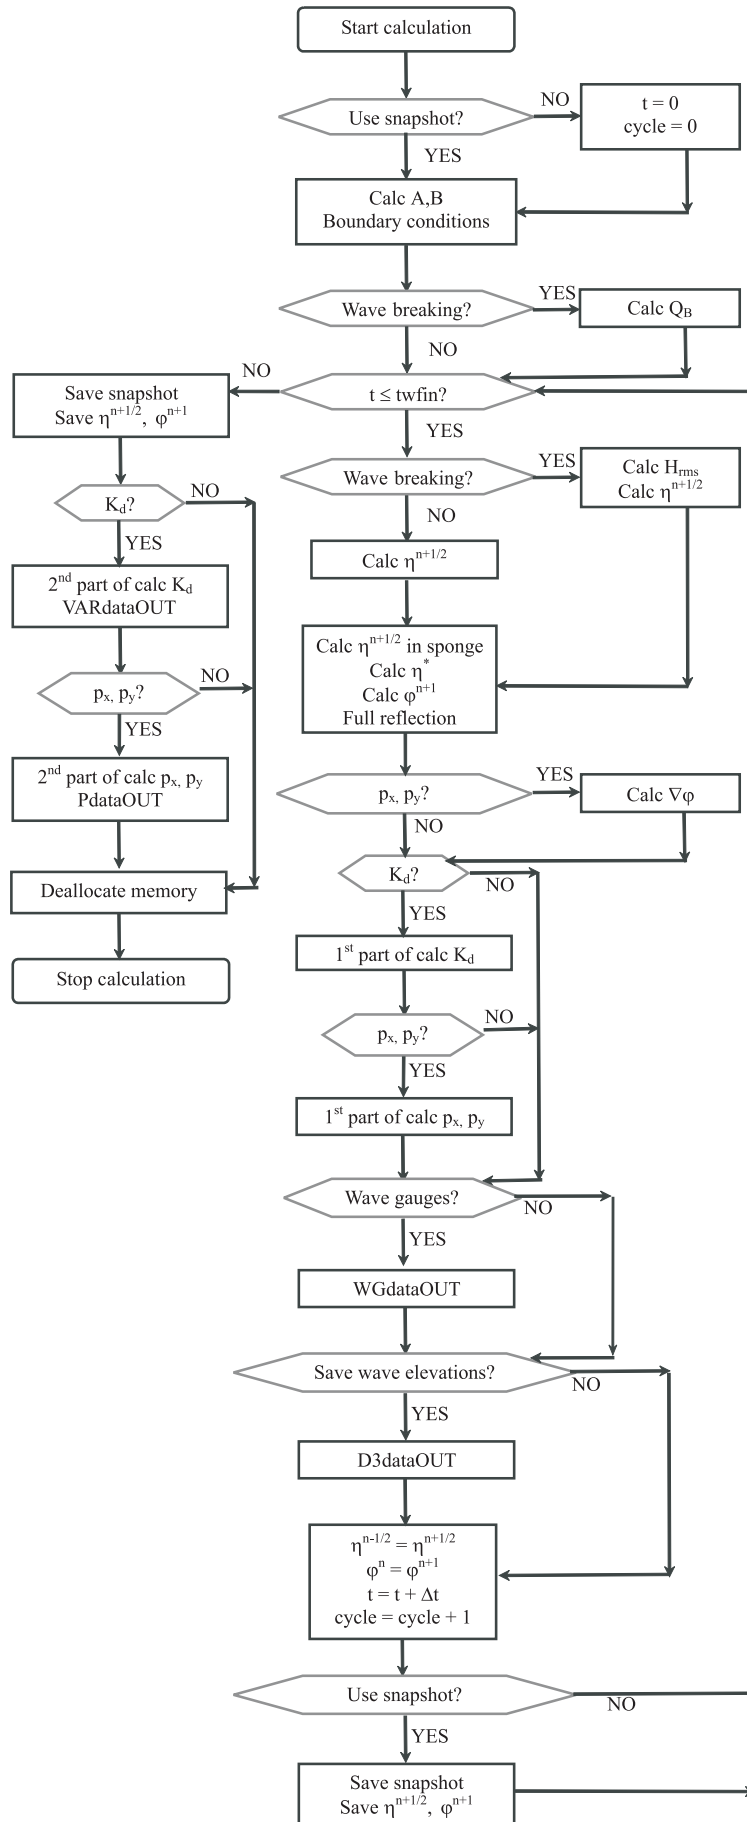 Start calculation
Use snapshot?
NO
t = 0
cycle = 0
YES
Calc A,B
Boundary conditions
Wave breaking?
YES
Calc Q_B
NO
t ≤ twfin?
NO
Save snapshot
Save η^{n+1/2}, φ^{n+1}
YES
Wave breaking?
YES
Calc H_{rms}
Calc η^{n+1/2}
NO
Calc η^{n+1/2}
Calc η^{n+1/2} in sponge
Calc η^*
Calc φ^{n+1}
Full reflection
K_d?
NO
YES
2^{nd} part of calc K_d
VARdataOUT
p_x, p_y?
NO
YES
2^{nd} part of calc p_x, p_y
PdataOUT
Deallocate memory
Stop calculation
p_x, p_y?
YES
Calc ∇φ
NO
K_d?
NO
YES
1^{st} part of calc K_d
p_x, p_y?
NO
YES
1^{st} part of calc p_x, p_y
Wave gauges?
NO
YES
WGdataOUT
Save wave elevations?
NO
YES
D3dataOUT
η^{n-1/2} = η^{n+1/2}
φ^n = φ^{n+1}
t = t + Δt
cycle = cycle + 1
Use snapshot?
NO
YES
Save snapshot
Save η^{n+1/2}, φ^{n+1}